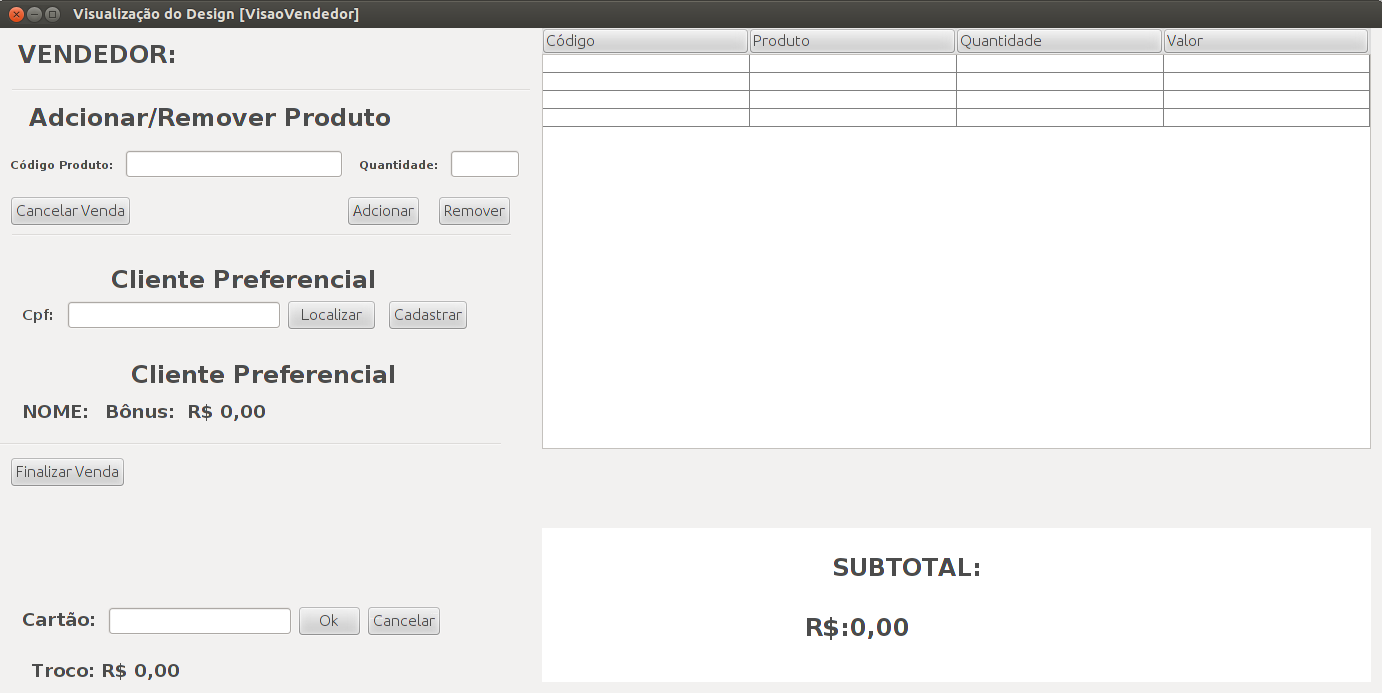 Visualização do Design [VisaoVendedor]
VENDEDOR:
Adcionar/Remover Produto
Código Produto: Quantidade:
Cancelar Venda Adcionar Remover
Cliente Preferencial
Cpf: Localizar Cadastrar
Cliente Preferencial
NOME: Bônus: R$ 0,00
Finalizar Venda
Cartão: Ok Cancelar
Troco: R$ 0,00
Código Produto Quantidade Valor
SUBTOTAL:
R$:0,00